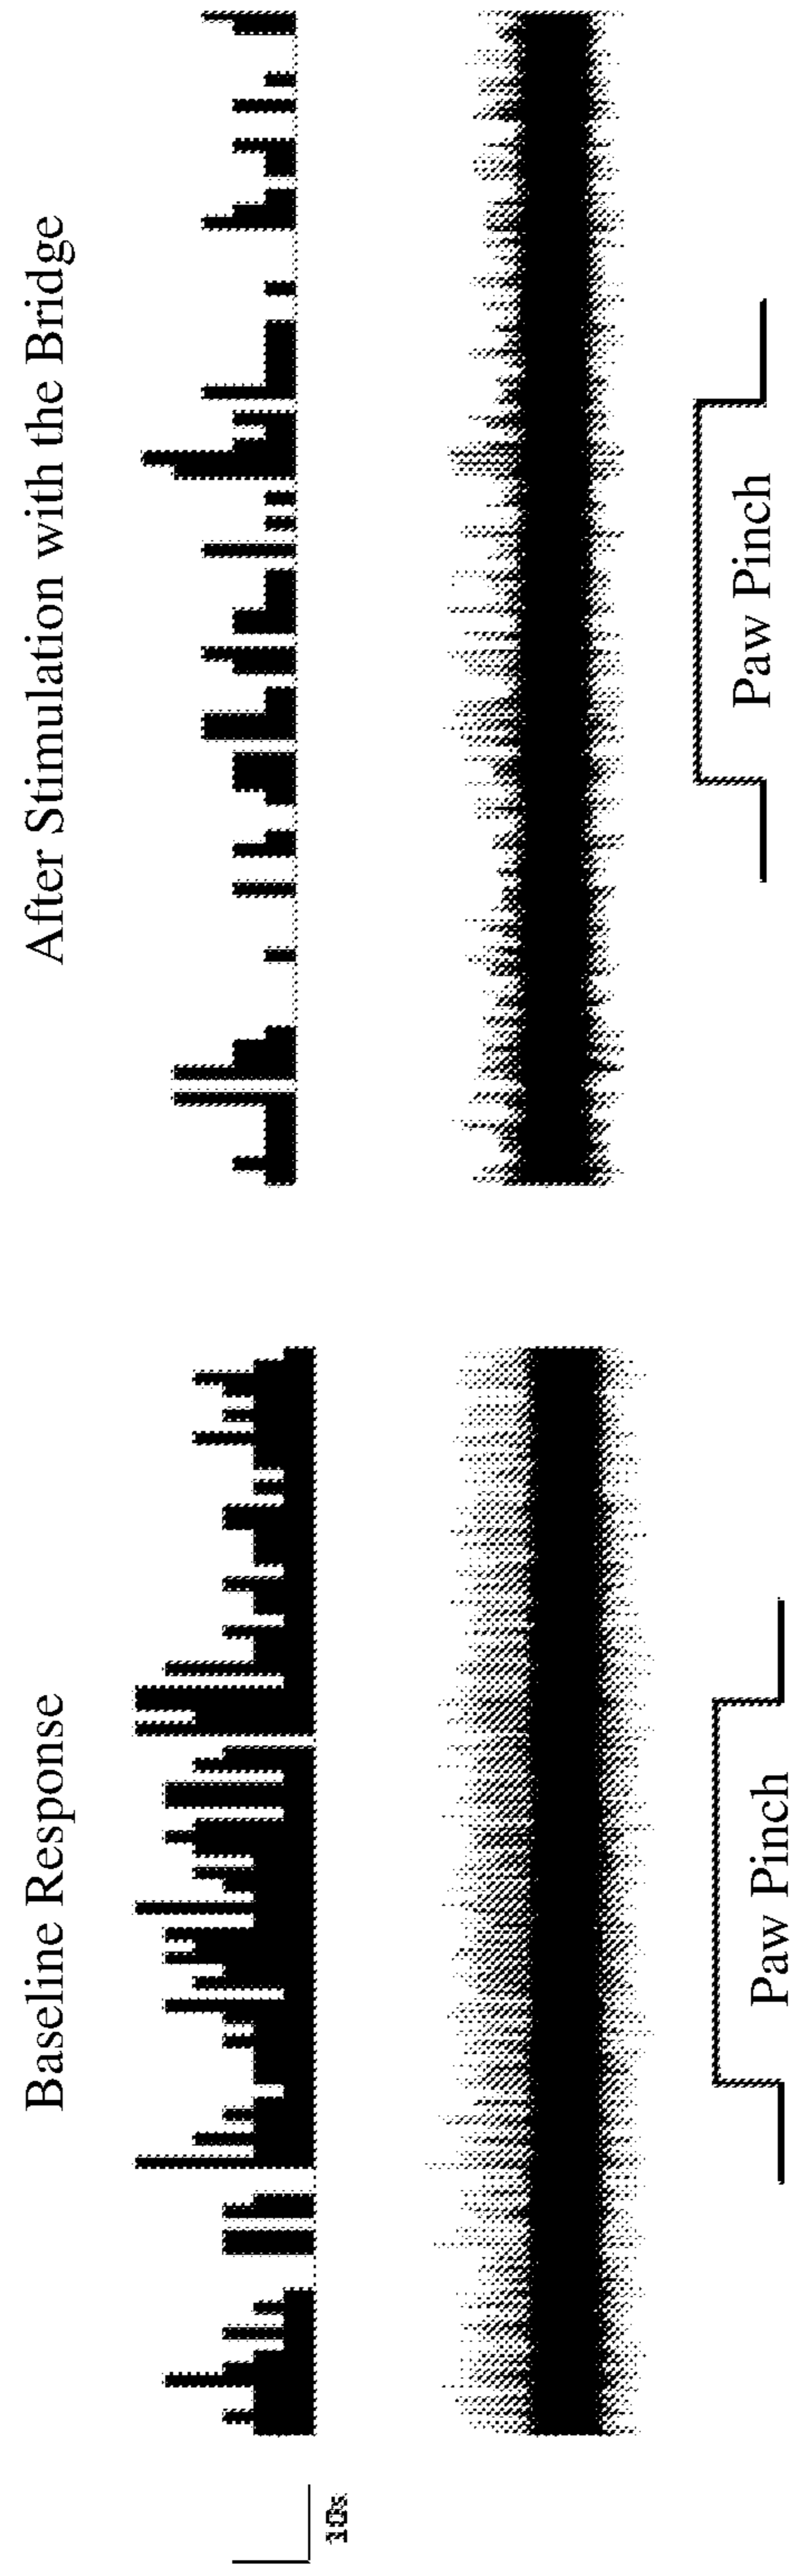 Baseline Response
After Stimulation with the Bridge
10s
Paw Pinch
Paw Pinch